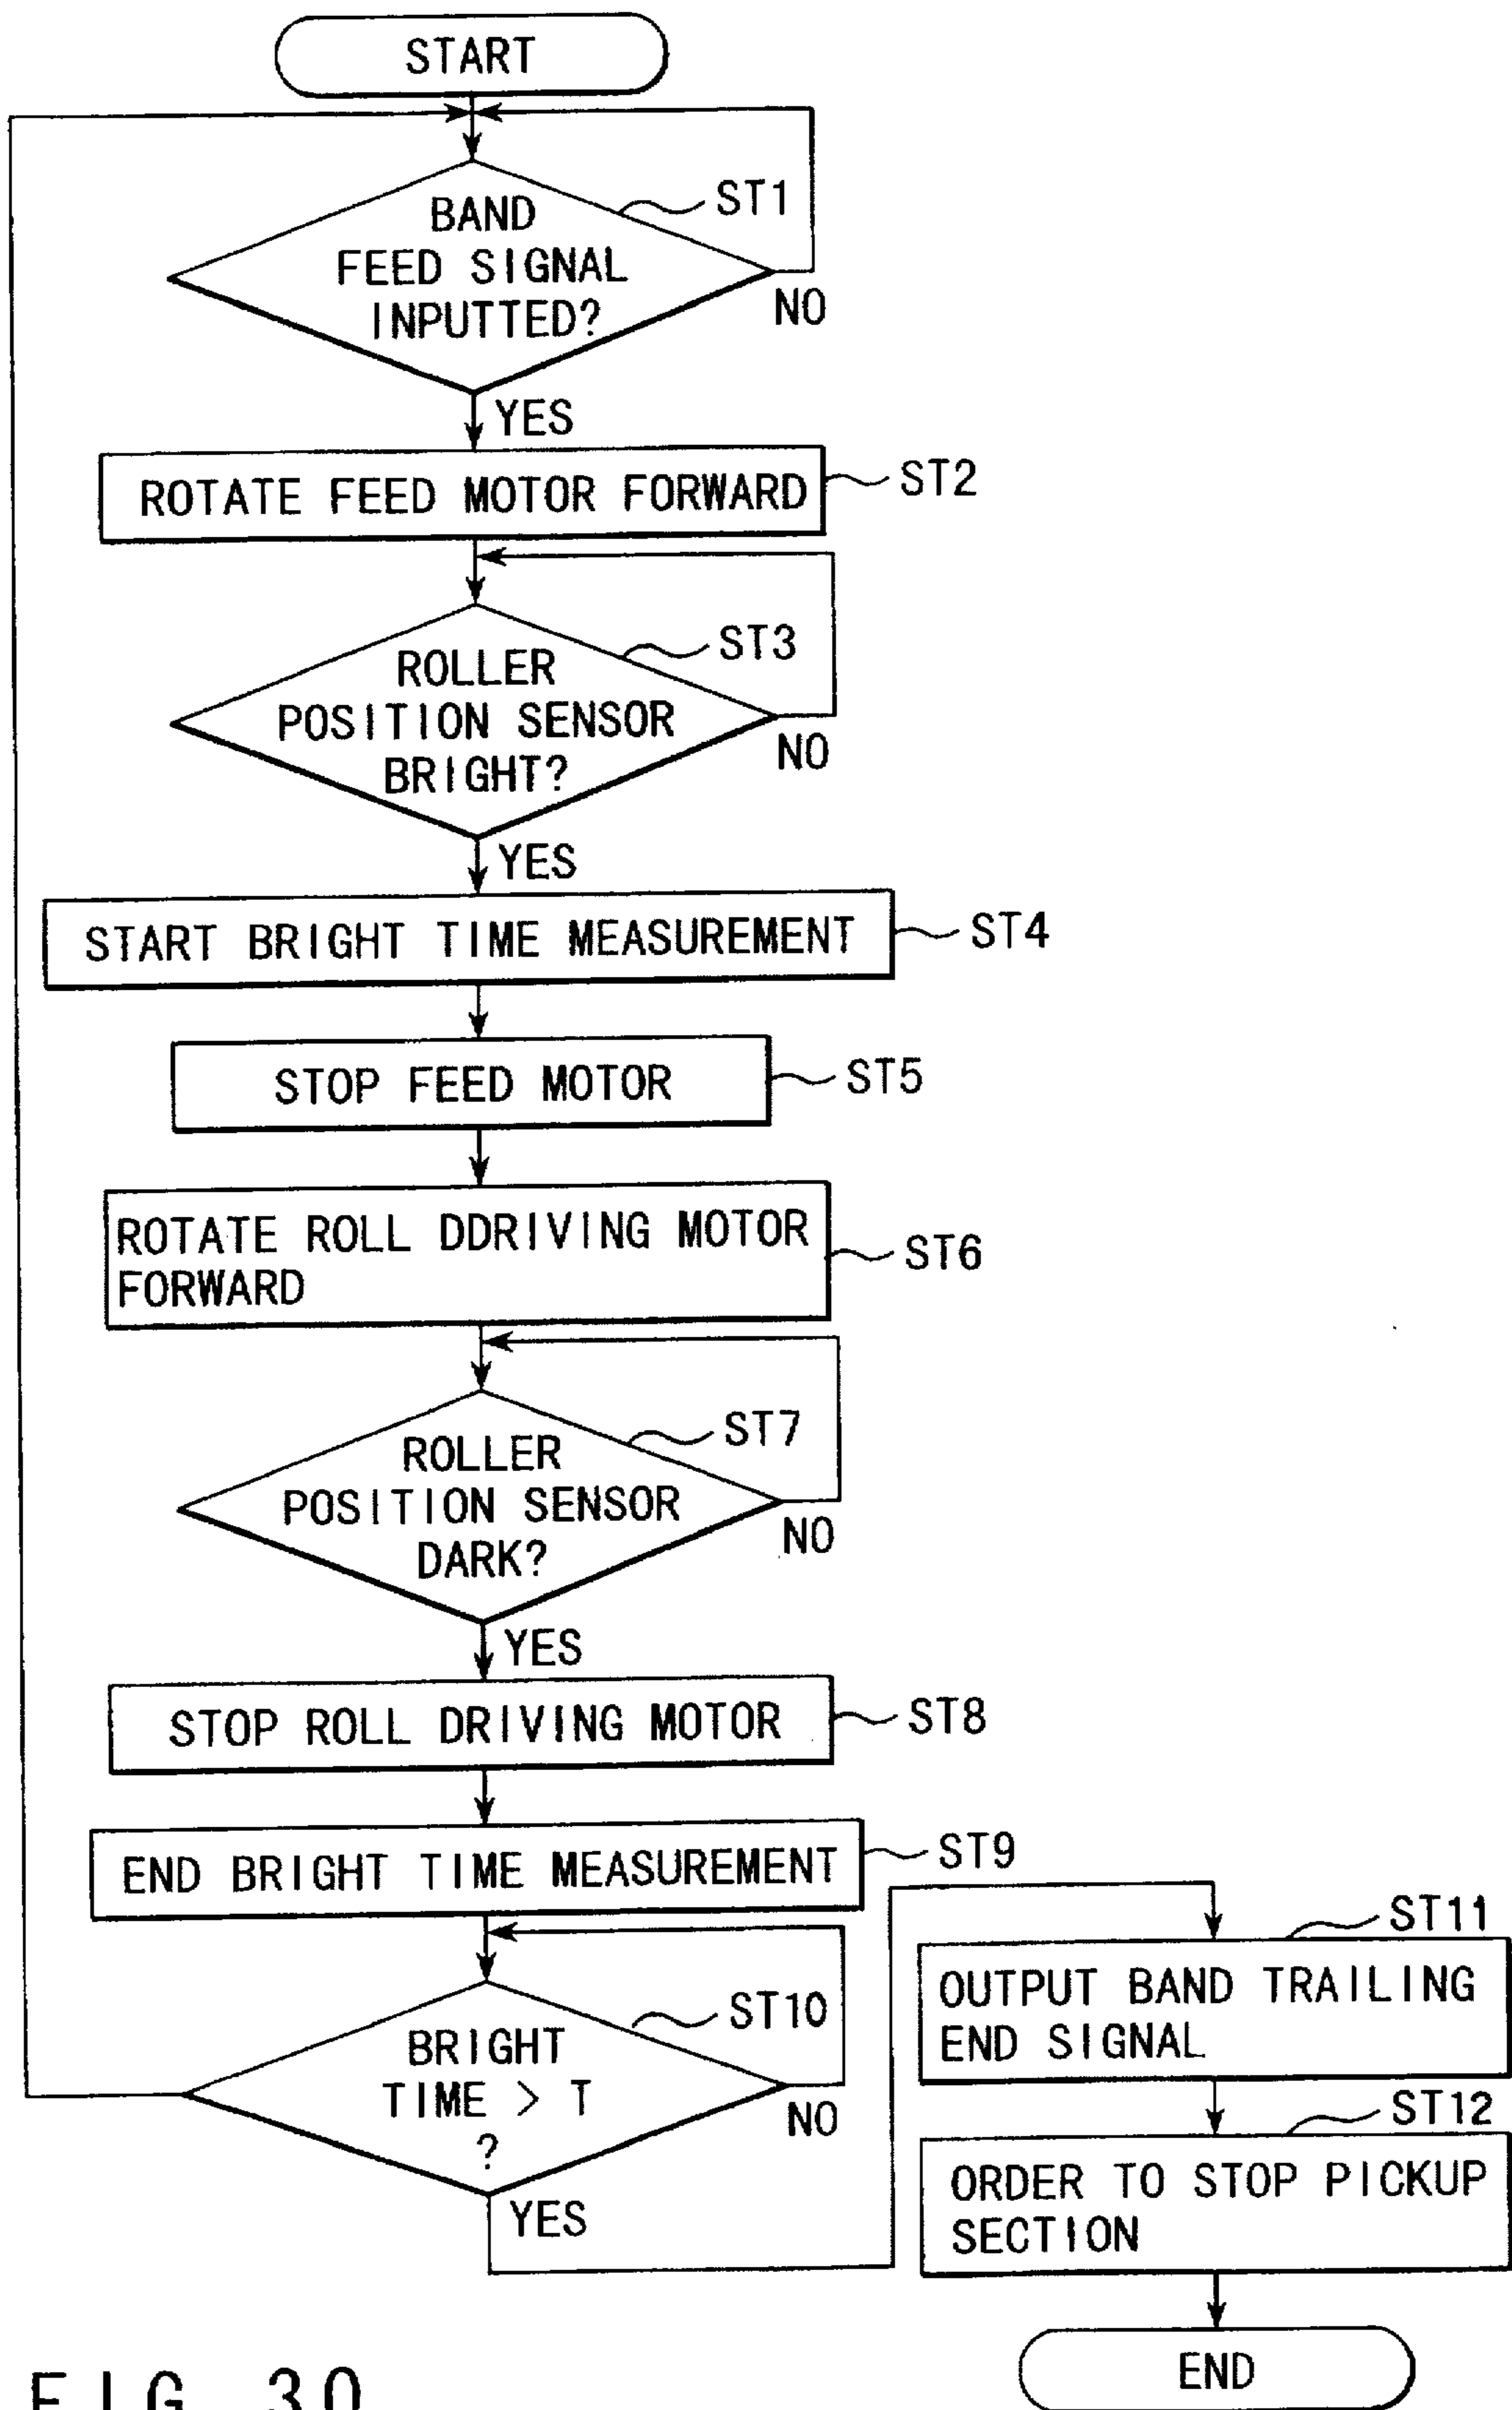 START
BAND
FEED SIGNAL
INPUTTED?
ST1
NO
YES
ROTATE FEED MOTOR FORWARD
ST2
ROLLER
POSITION SENSOR
BRIGHT?
ST3
NO
YES
START BRIGHT TIME MEASUREMENT
ST4
STOP FEED MOTOR
ST5
ROTATE ROLL DDRIVING MOTOR
FORWARD
ST6
ROLLER
POSITION SENSOR
DARK?
ST7
NO
YES
STOP ROLL DRIVING MOTOR
ST8
END BRIGHT TIME MEASUREMENT
ST9
BRIGHT
TIME > T
?
ST10
NO
YES
ST11
OUTPUT BAND TRAILING
END SIGNAL
ST12
ORDER TO STOP PICKUP
SECTION
END
FIG. 30